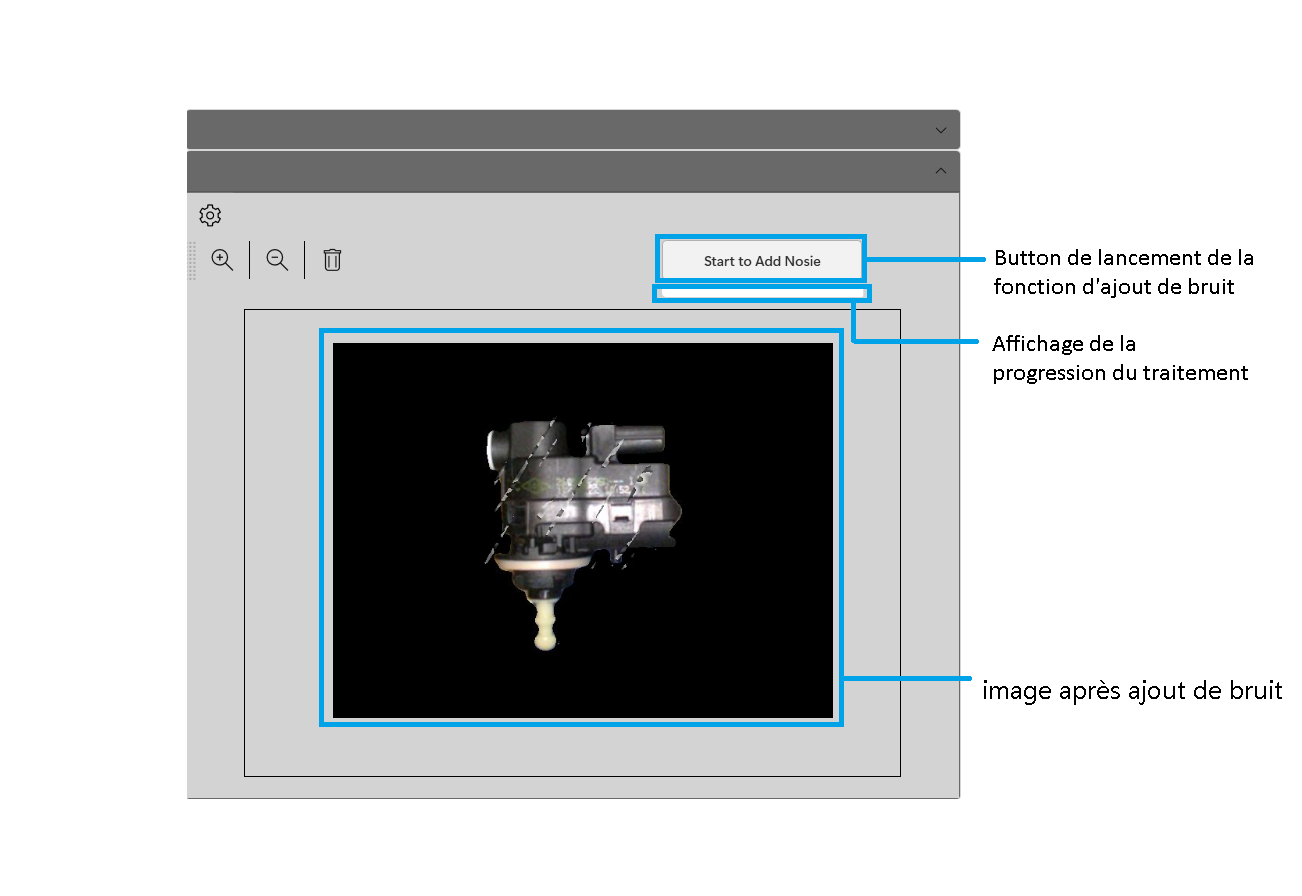 Start to Add Nosie
Button de lancement de la
fonction d'ajout de bruit
Affichage de la
progression du traitement
image après ajout de bruit